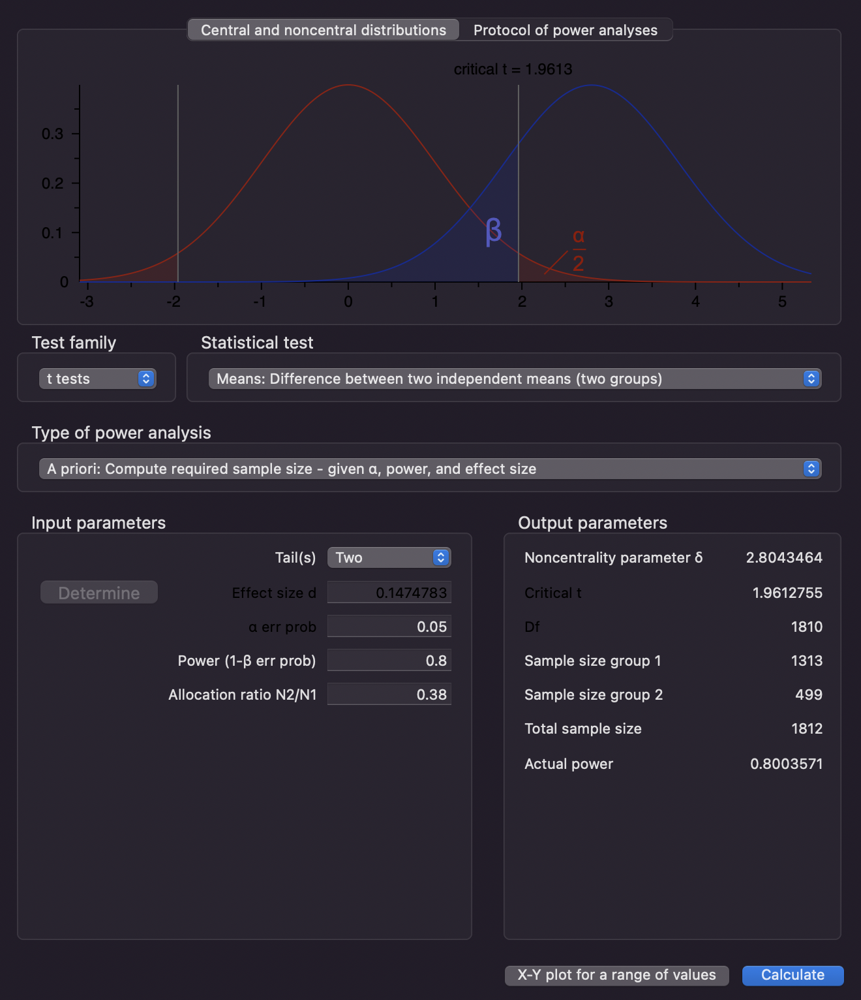 Central and noncentral distributions
Protocol of power analyses
critical t = 1.9613
0.3
0.2
0.1
0
β
α
2
-3 -2 -1 0 1 2 3 4 5
Test family
Statistical test
t tests
Means: Difference between two independent means (two groups)
Type of power analysis
A priori: Compute required sample size - given α, power, and effect size
Input parameters
Tail(s) Two
Determine
Effect size d 0.1474783
α err prob 0.05
Power (1-β err prob) 0.8
Allocation ratio N2/N1 0.38
Output parameters
Noncentrality parameter δ 2.8043464
Critical t 1.9612755
Df 1810
Sample size group 1 1313
Sample size group 2 499
Total sample size 1812
Actual power 0.8003571
X-Y plot for a range of values
Calculate